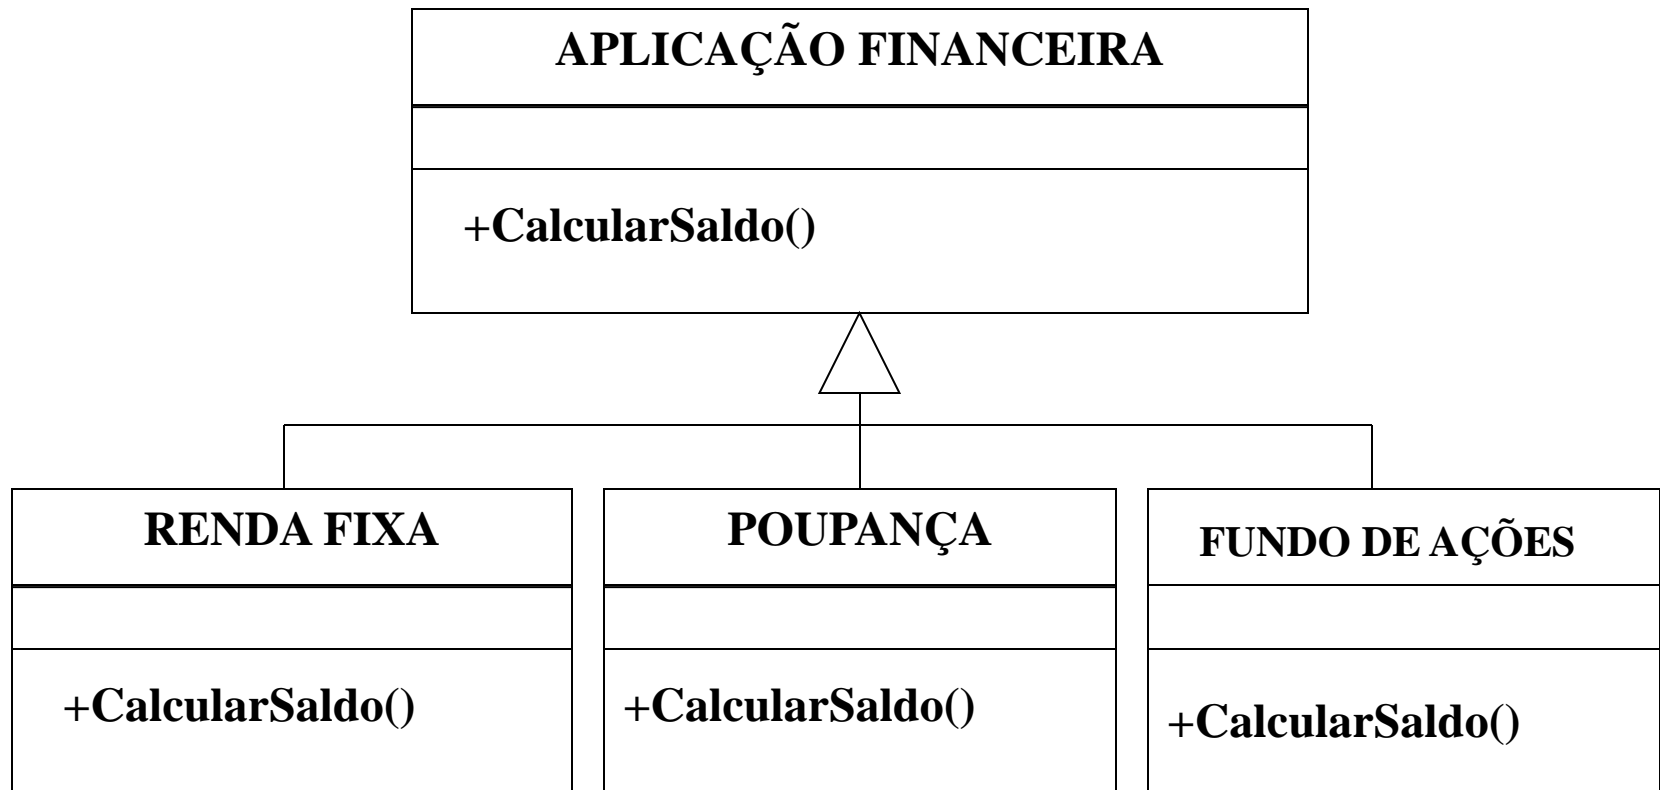 APLICAÇÃO FINANCEIRA
+CalcularSaldo()
RENDA FIXA
+CalcularSaldo()
POUPANÇA
+CalcularSaldo()
FUNDO DE AÇÕES
+CalcularSaldo()